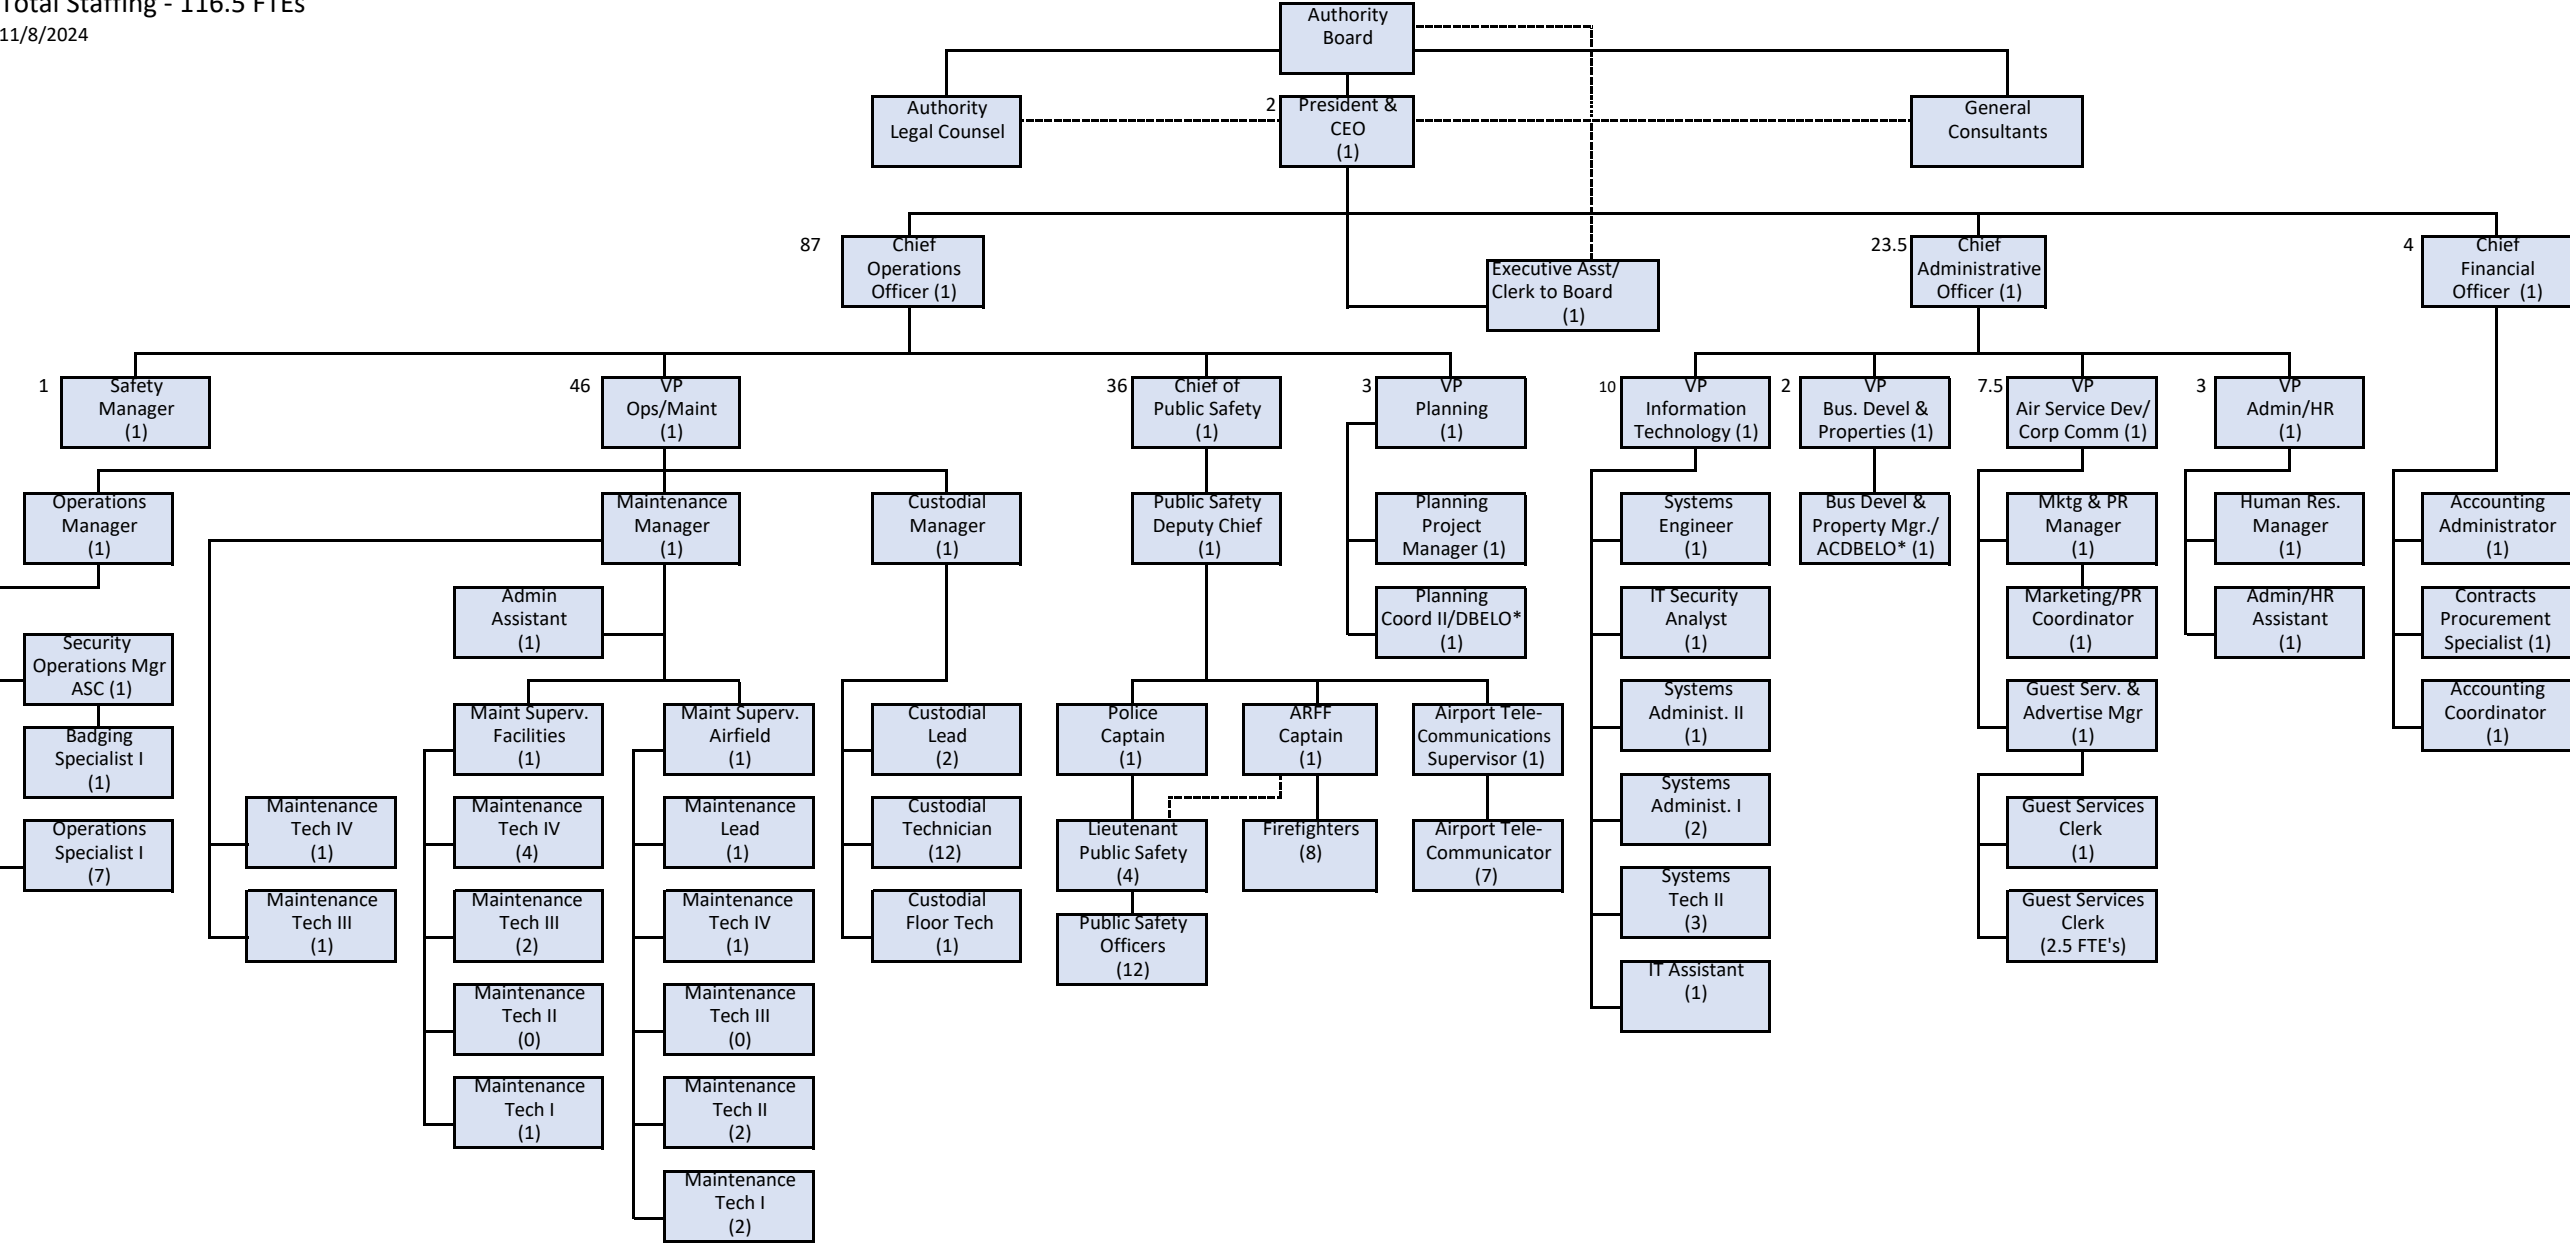 Total Staffing - 116.5 FTEs
11/8/2024
Authority
Board
Authority
Legal Counsel
2
President &
CEO
(1)
General
Consultants
87
Chief
Operations
Officer (1)
Executive Asst/
Clerk to Board
(1)
23.5
Chief
Administrative
Officer (1)
4
Chief
Financial
Officer (1)
1
Safety
Manager
(1)
46
VP
Ops/Maint
(1)
36
Chief of
Public Safety
(1)
3
VP
Planning
(1)
10
VP
Information
Technology (1)
2
VP
Bus. Devel &
Properties (1)
7.5
VP
Air Service Dev/
Corp Comm (1)
3
VP
Admin/HR
(1)
Operations
Manager
(1)
Maintenance
Manager
(1)
Custodial
Manager
(1)
Public Safety
Deputy Chief
(1)
Planning
Project
Manager (1)
Systems
Engineer
(1)
Bus Devel &
Property Mgr./
ACDBELO* (1)
Mktg & PR
Manager
(1)
Human Res.
Manager
(1)
Accounting
Administrator
(1)
Admin
Assistant
(1)
Planning
Coord II/DBELO*
(1)
IT Security
Analyst
(1)
Marketing/PR
Coordinator
(1)
Admin/HR
Assistant
(1)
Contracts
Procurement
Specialist (1)
Security
Operations Mgr
ASC (1)
Systems
Administ. II
(1)
Guest Serv. &
Advertise Mgr
(1)
Accounting
Coordinator
(1)
Badging
Specialist I
(1)
Maint Superv.
Facilities
(1)
Maint Superv.
Airfield
(1)
Custodial
Lead
(2)
Police
Captain
(1)
ARFF
Captain
(1)
Airport Tele-
Communications
Supervisor (1)
Systems
Administ. I
(2)
Operations
Specialist I
(7)
Maintenance
Tech IV
(1)
Maintenance
Tech IV
(4)
Maintenance
Lead
(1)
Custodial
Technician
(12)
Lieutenant
Public Safety
(4)
Firefighters
(8)
Airport Tele-
Communicator
(7)
Guest Services
Clerk
(1)
Maintenance
Tech III
(1)
Maintenance
Tech III
(2)
Maintenance
Tech IV
(1)
Custodial
Floor Tech
(1)
Public Safety
Officers
(12)
Systems
Tech II
(3)
Guest Services
Clerk
(2.5 FTE's)
Maintenance
Tech II
(0)
Maintenance
Tech III
(0)
IT Assistant
(1)
Maintenance
Tech I
(1)
Maintenance
Tech II
(2)
Maintenance
Tech I
(2)